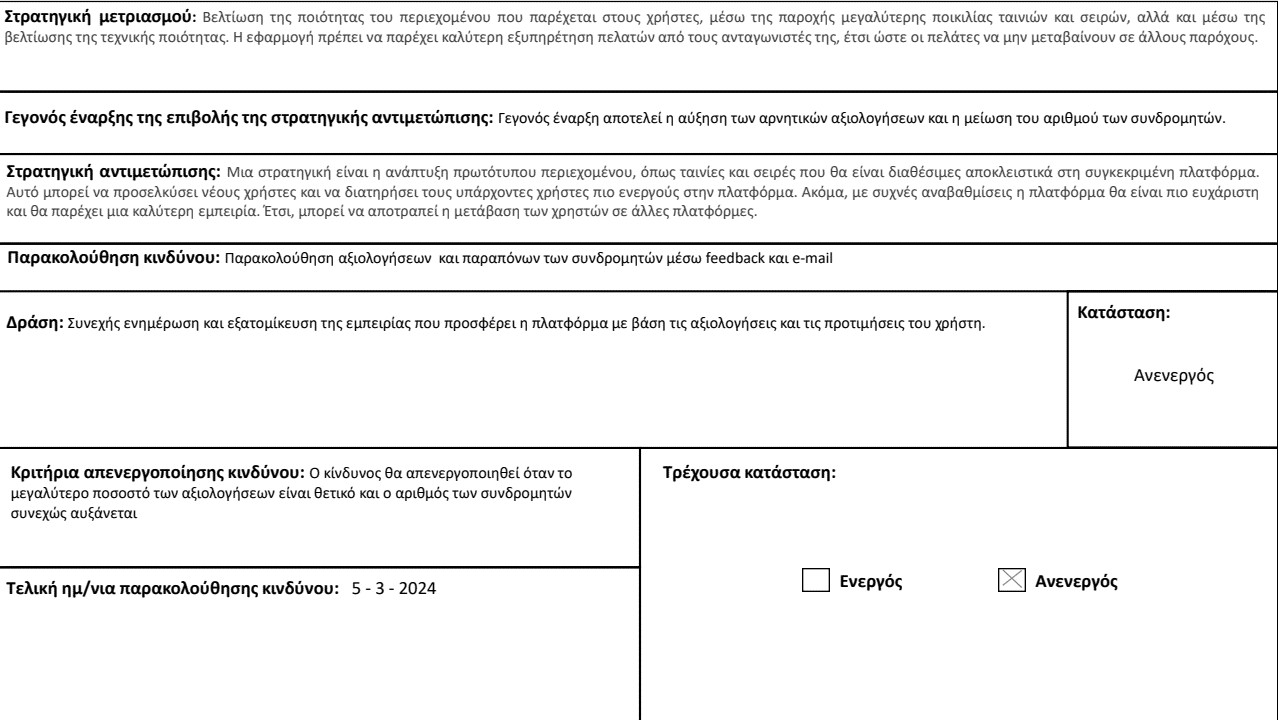 Στρατηγική μετριασμού: Βελτίωση της ποιότητας του περιεχομένου που παρέχεται στους χρήστες, μέσω της παροχής μεγαλύτερης ποικιλίας ταινιών και σειρών, αλλά και μέσω της
βελτίωσης της τεχνικής ποιότητας. Η εφαρμογή πρέπει να παρέχει καλύτερη εξυπηρέτηση πελατών από τους ανταγωνιστές της, έτσι ώστε οι πελάτες να μην μεταβαίνουν σε άλλους παρόχους.
Γεγονός έναρξης της επιβολής της στρατηγικής αντιμετώπισης: Γεγονός έναρξη αποτελεί η αύξηση των αρνητικών αξιολογήσεων και η μείωση του αριθμού των συνδρομητών.
Στρατηγική αντιμετώπισης: Μια στρατηγική είναι η ανάπτυξη πρωτότυπου περιεχομένου, όπως ταινίες και σειρές που θα είναι διαθέσιμες αποκλειστικά στη συγκεκριμένη πλατφόρμα.
Αυτό μπορεί να προσελκύσει νέους χρήστες και να διατηρήσει τους υπάρχοντες χρήστες πιο ενεργούς στην πλατφόρμα. Ακόμα, με συχνές αναβαθμίσεις η πλατφόρμα θα είναι πιο ευχάριστη
και θα παρέχει μια καλύτερη εμπειρία. Έτσι, μπορεί να αποτραπεί η μετάβαση των χρηστών σε άλλες πλατφόρμες.
Παρακολούθηση κινδύνου: Παρακολούθηση αξιολογήσεων και παραπόνων των συνδρομητών μέσω feedback και e-mail
Δράση: Συνεχής ενημέρωση και εξατομίκευση της εμπειρίας που προσφέρει η πλατφόρμα με βάση τις αξιολογήσεις και τις προτιμήσεις του χρήστη.
Κατάσταση:
Ανενεργός
Κριτήρια απενεργοποίησης κινδύνου: Ο κίνδυνος θα απενεργοποιηθεί όταν το
μεγαλύτερο ποσοστό των αξιολογήσεων είναι θετικό και ο αριθμός των συνδρομητών
συνεχώς αυξάνεται
Τελική ημ/νια παρακολούθησης κινδύνου: 5 - 3 - 2024
Τρέχουσα κατάσταση:
Ενεργός
Ανενεργός